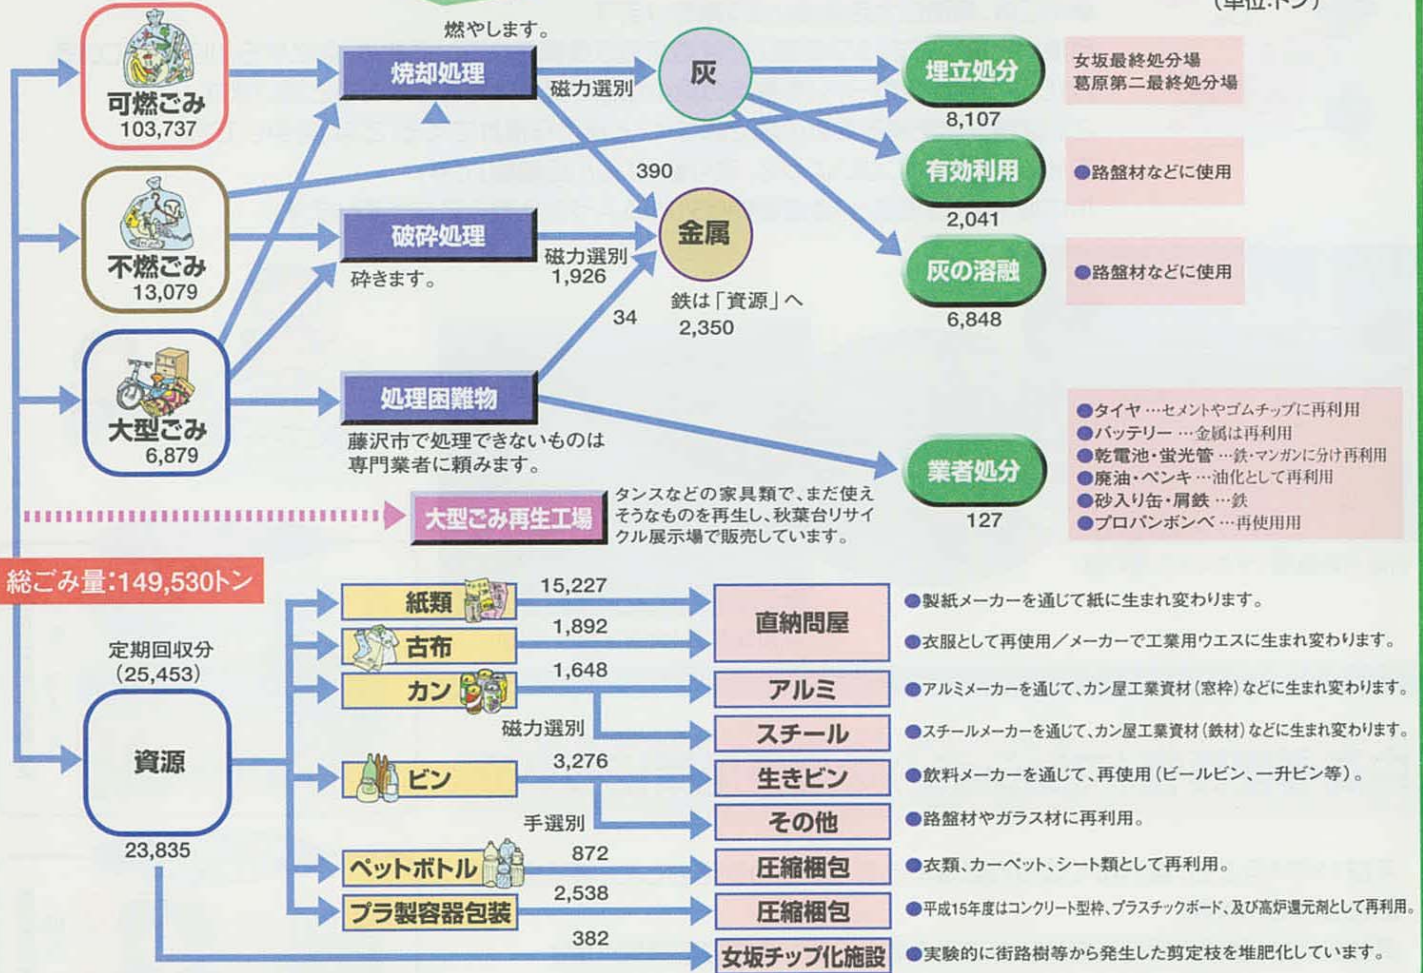 (単位:トン)
燃やします。
可燃ごみ
103,737
焼却処理
磁力選別
灰
埋立処分
8,107
女坂最終処分場
葛原第二最終処分場
390
有効利用
2,041
●路盤材などに使用
不燃ごみ
13,079
破砕処理
砕きます。
磁力選別
1,926
金属
鉄は「資源」へ
2,350
灰の溶融
6,848
●路盤材などに使用
34
大型ごみ
6,879
処理困難物
藤沢市で処理できないものは
専門業者に頼みます。
業者処分
127
●タイヤ…セメントやゴムチップに再利用
●バッテリー…金属は再利用
●乾電池・蛍光管…鉄・マンガンに分け再利用
●廃油・ペンキ…油化として再利用
●砂入り缶・屑鉄…鉄
●プロパンボンベ…再使用用
大型ごみ再生工場
タンスなどの家具類で、まだ使え
そうなものを再生し、秋葉台リサイ
クル展示場で販売しています。
総ごみ量:149,530トン
定期回収分
(25,453)
資源
23,835
紙類
15,227
直納問屋
●製紙メーカーを通じて紙に生まれ変わります。
古布
1,892
●衣服として再使用／メーカーで工業用ウエスに生まれ変わります。
カン
1,648
アルミ
●アルミメーカーを通じて、カン屋工業資材(窓枠)などに生まれ変わります。
磁力選別
スチール
●スチールメーカーを通じて、カン屋工業資材(鉄材)などに生まれ変わります。
ビン
3,276
生きビン
●飲料メーカーを通じて、再使用(ビールビン、一升ビン等)。
手選別
その他
●路盤材やガラス材に再利用。
ペットボトル
872
圧縮梱包
●衣類、カーペット、シート類として再利用。
プラ製容器包装
2,538
圧縮梱包
●平成15年度はコンクリート型枠、プラスチックボード、及び高炉還元剤として再利用。
382
女坂チップ化施設
●実験的に街路樹等から発生した剪定枝を堆肥化しています。